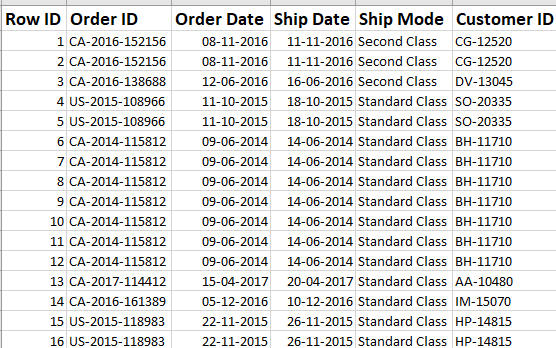 Row ID Order ID Order Date Ship Date Ship Mode Customer ID
1 CA-2016-152156 08-11-2016 11-11-2016 Second Class CG-12520
2 CA-2016-152156 08-11-2016 11-11-2016 Second Class CG-12520
3 CA-2016-138688 12-06-2016 16-06-2016 Second Class DV-13045
4 US-2015-108966 11-10-2015 18-10-2015 Standard Class SO-20335
5 US-2015-108966 11-10-2015 18-10-2015 Standard Class SO-20335
6 CA-2014-115812 09-06-2014 14-06-2014 Standard Class BH-11710
7 CA-2014-115812 09-06-2014 14-06-2014 Standard Class BH-11710
8 CA-2014-115812 09-06-2014 14-06-2014 Standard Class BH-11710
9 CA-2014-115812 09-06-2014 14-06-2014 Standard Class BH-11710
10 CA-2014-115812 09-06-2014 14-06-2014 Standard Class BH-11710
11 CA-2014-115812 09-06-2014 14-06-2014 Standard Class BH-11710
12 CA-2014-115812 09-06-2014 14-06-2014 Standard Class BH-11710
13 CA-2017-114412 15-04-2017 20-04-2017 Standard Class AA-10480
14 CA-2016-161389 05-12-2016 10-12-2016 Standard Class IM-15070
15 US-2015-118983 22-11-2015 26-11-2015 Standard Class HP-14815
16 US-2015-118983 22-11-2015 26-11-2015 Standard Class HP-14815